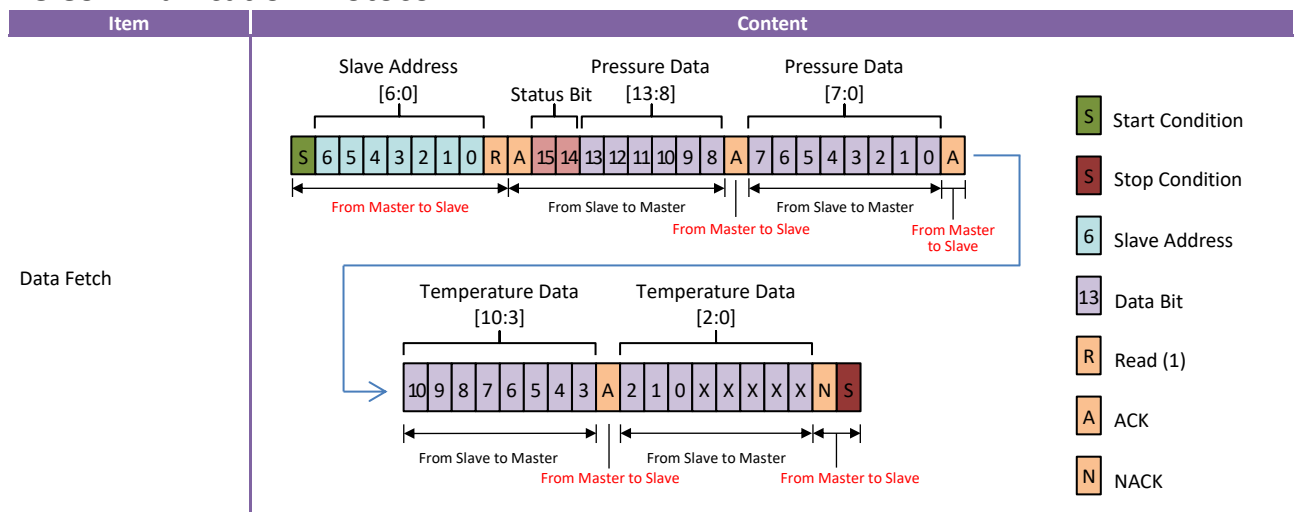 Item Content
Slave Address Pressure Data Pressure Data
[6:0] Status Bit [13:8] [7:0]
S 6 5 4 3 2 1 0 R A 15 14 13 12 11 10 9 8 A 7 6 5 4 3 2 1 0 A
From Master to Slave From Slave to Master From Slave to Master
From Master to Slave From Master
to Slave
Data Fetch
Temperature Data Temperature Data
[10:3] [2:0]
10 9 8 7 6 5 4 3 A 2 1 0 X X X X X N S
From Slave to Master From Slave to Master
From Master to Slave From Master to Slave
S Start Condition
S Stop Condition
6 Slave Address
13 Data Bit
R Read (1)
A ACK
N NACK